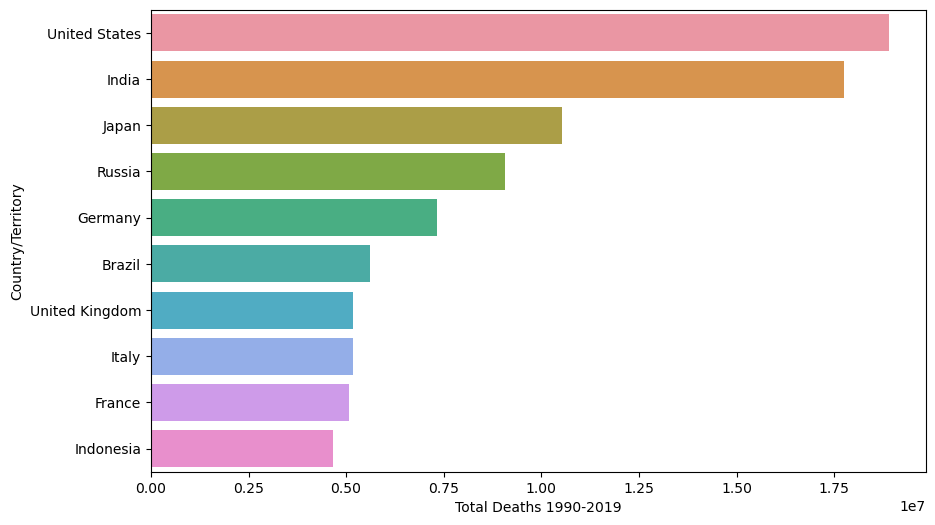 United States
India
Japan
Russia
Germany
Brazil
United Kingdom
Italy
France
Indonesia
Country/Territory
0.00 0.25 0.50 0.75 1.00 1.25 1.50 1.75
1e7
Total Deaths 1990-2019